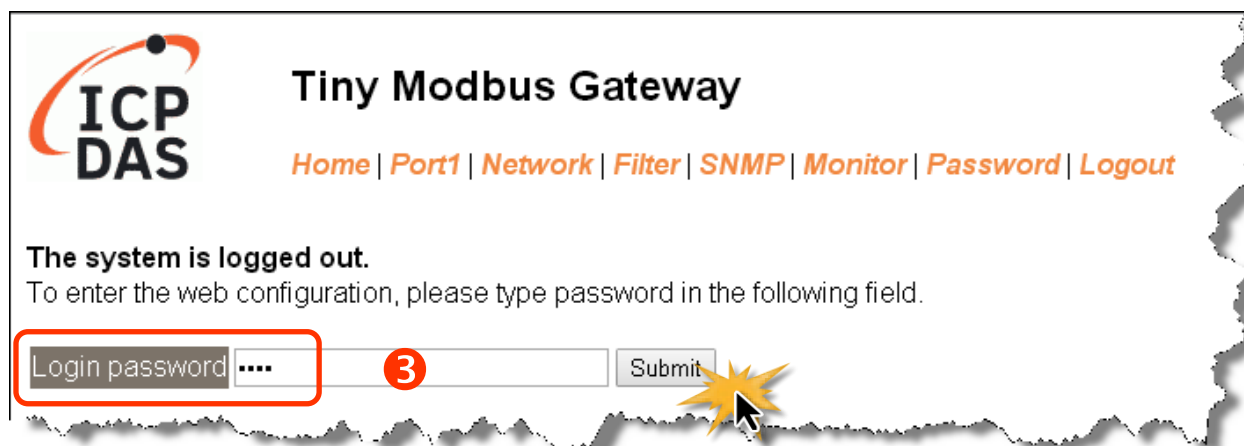 ICP
DAS
Tiny Modbus Gateway
Home | Port1 | Network | Filter | SNMP | Monitor | Password | Logout
The system is logged out.
To enter the web configuration, please type password in the following field.
Login password •••• 3 Submit